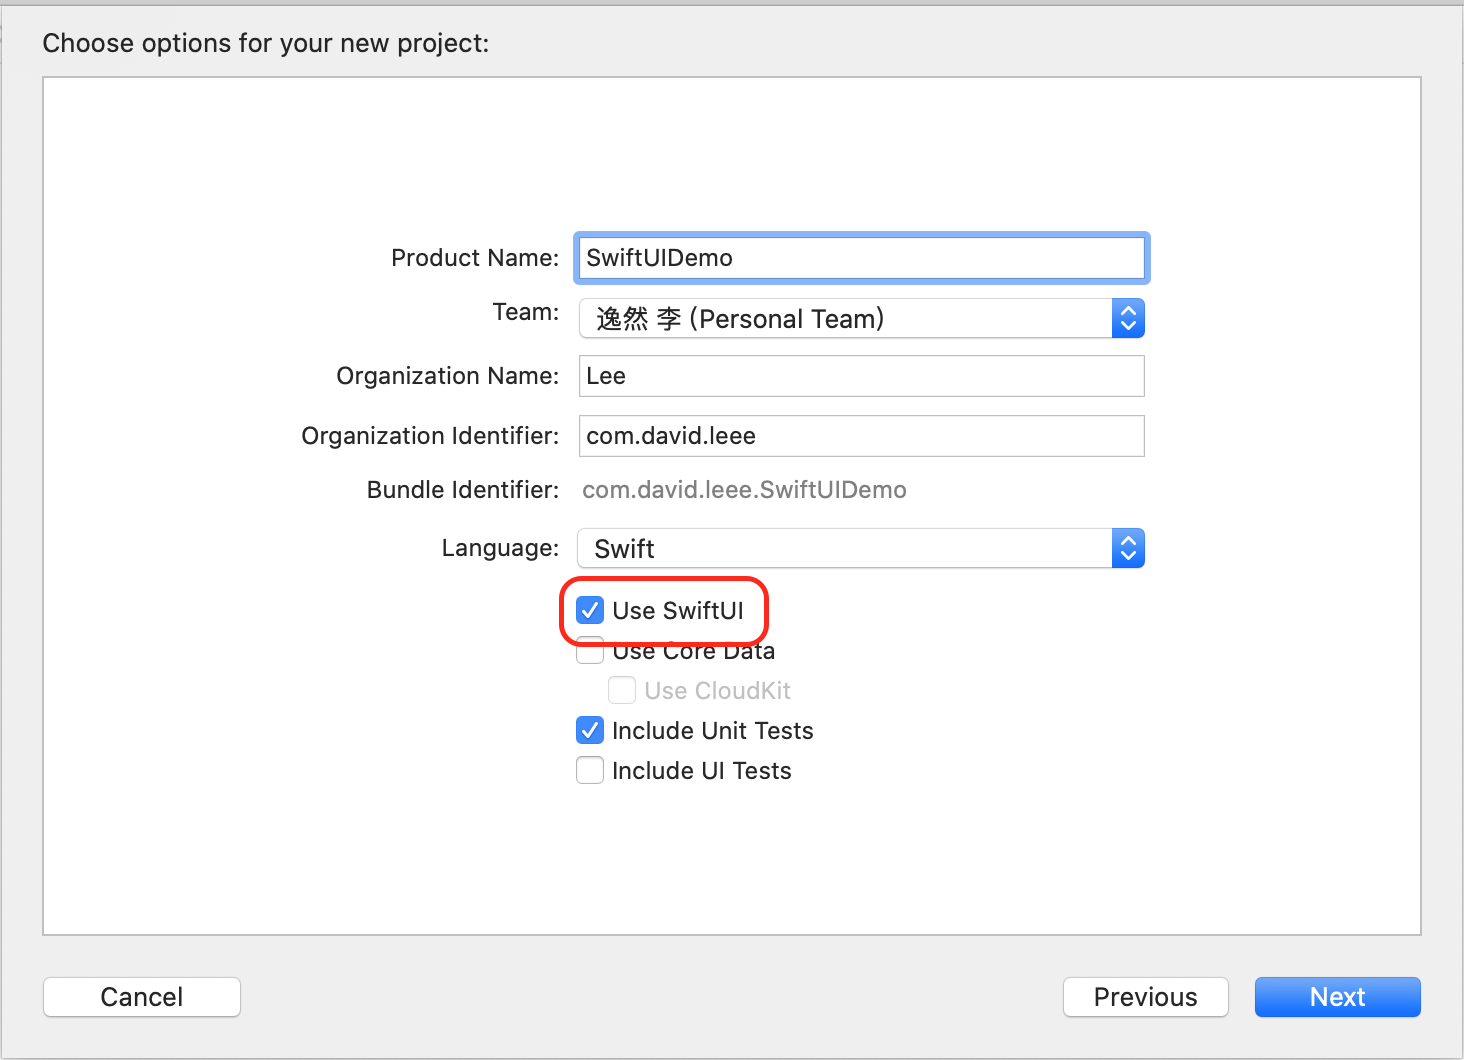 Choose options for your new project:
Product Name: SwiftUIDemo
Team: 逸然 李 (Personal Team)
Organization Name: Lee
Organization Identifier: com.david.leee
Bundle Identifier: com.david.leee.SwiftUIDemo
Language: Swift
Use SwiftUI
Use Core Data
Use CloudKit
Include Unit Tests
Include UI Tests
Cancel Previous Next